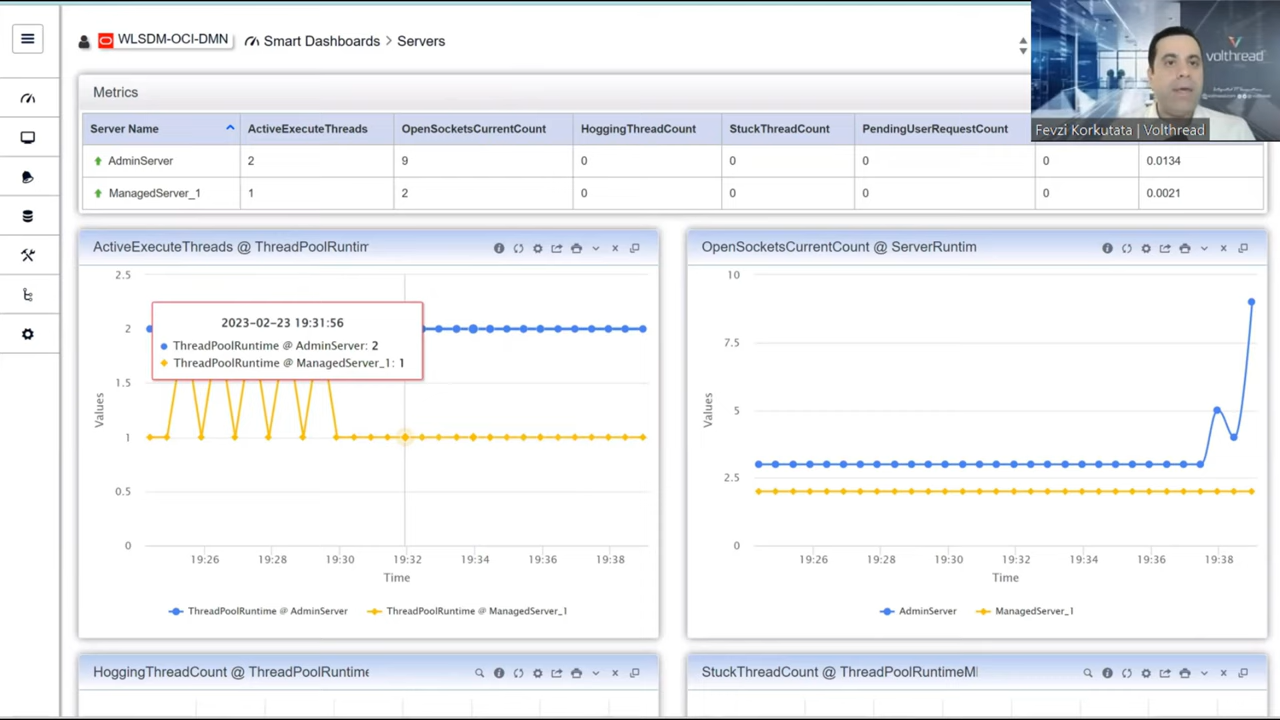 WLSDM-OCI-DMN Smart Dashboards > Servers
volthread
Fevzi Korkutata | Volthread
Metrics
Server Name ActiveExecuteThreads OpenSocketsCurrentCount HoggingThreadCount StuckThreadCount PendingUserRequestCount
AdminServer 2 9 0 0 0 0 0.0134
ManagedServer_1 1 2 0 0 0 0 0.0021
ActiveExecuteThreads @ ThreadPoolRuntim
2.5
2
1.5
1
0.5
0
Values
2023-02-23 19:31:56
ThreadPoolRuntime @ AdminServer: 2
ThreadPoolRuntime @ ManagedServer_1: 1
19:26 19:28 19:30 19:32 19:34 19:36 19:38
Time
ThreadPoolRuntime @ AdminServer ThreadPoolRuntime @ ManagedServer_1
OpenSocketsCurrentCount @ ServerRuntim
10
7.5
5
2.5
0
Values
19:26 19:28 19:30 19:32 19:34 19:36 19:38
Time
AdminServer ManagedServer_1
HoggingThreadCount @ ThreadPoolRuntime
StuckThreadCount @ ThreadPoolRuntimeM